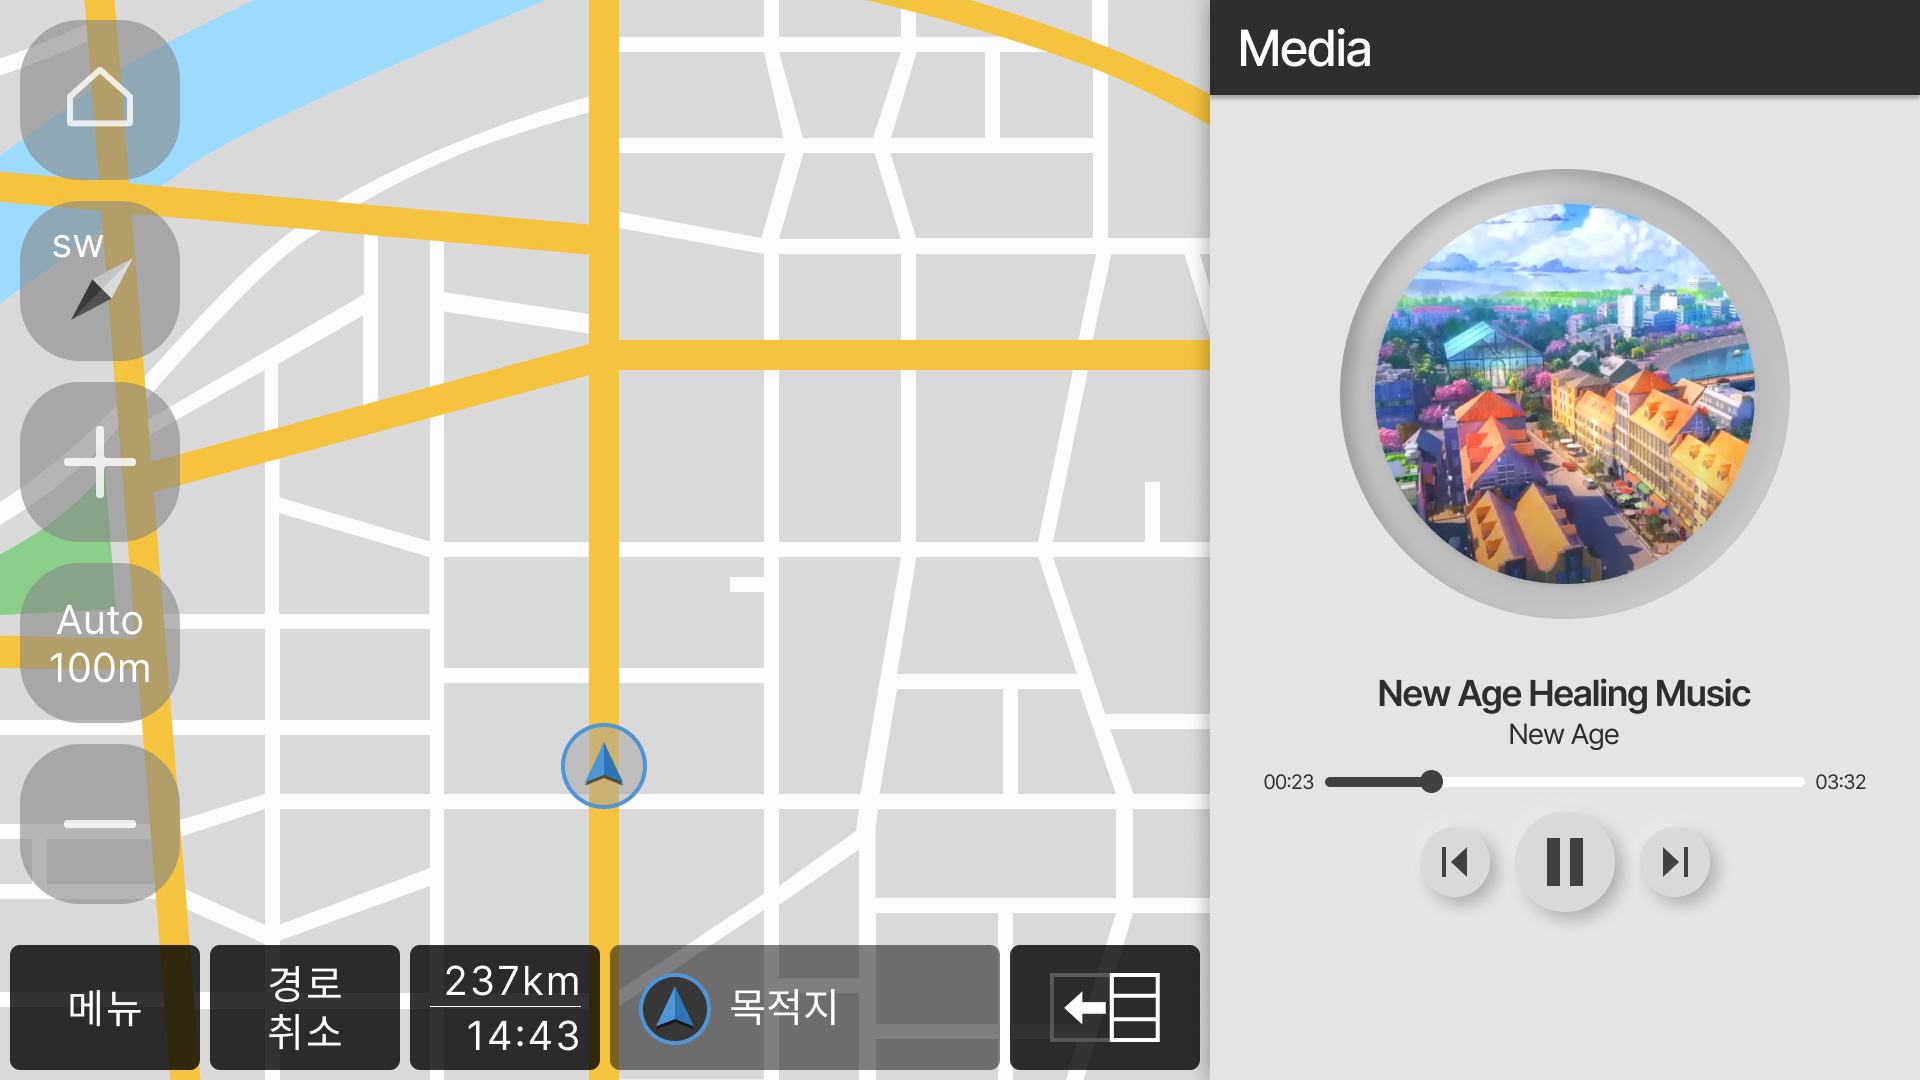 SW
Auto
100m
메뉴
경로
취소
237km
14:43
목적지
Media
New Age Healing Music
New Age
00:23
03:32